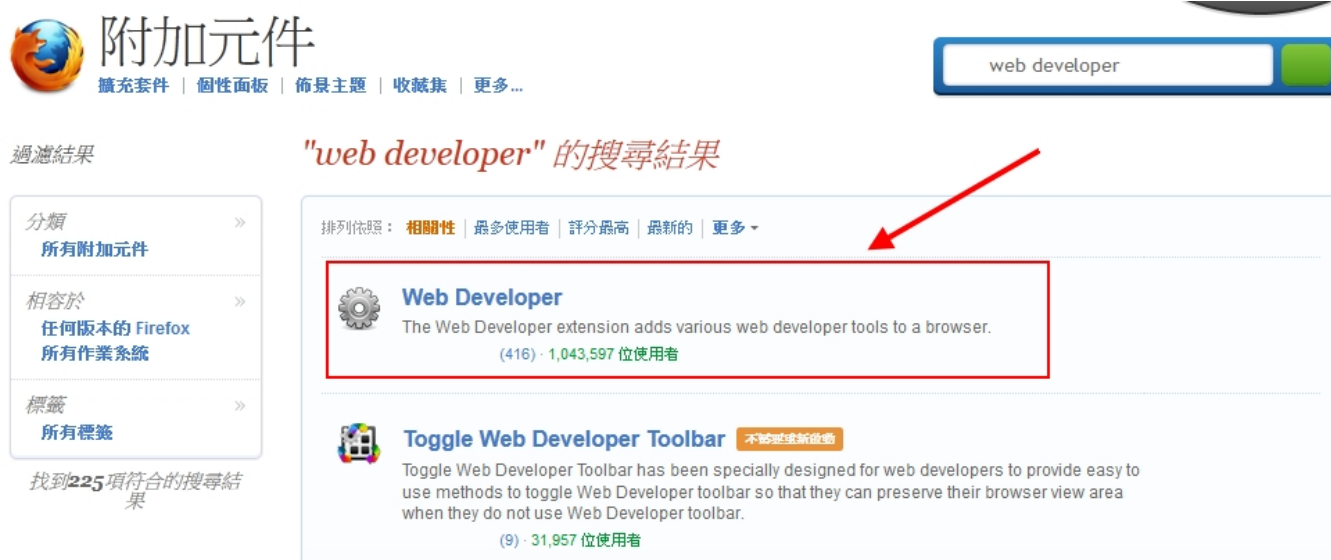 附加元件
擴充套件 | 個性面板 | 佈景主題 | 收藏集 | 更多...
web developer
過濾結果
分類 »
所有附加元件
相容於 »
任何版本的 Firefox
所有作業系統
標籤 »
所有標籤
找到225項符合的搜尋結
果
"web developer" 的搜尋結果
排列依照： 相關性 | 最多使用者 | 評分最高 | 最新的 | 更多
Web Developer
The Web Developer extension adds various web developer tools to a browser.
(416) · 1,043,597 位使用者
Toggle Web Developer Toolbar 不需要重新啟動
Toggle Web Developer Toolbar has been specially designed for web developers to provide easy to
use methods to toggle Web Developer toolbar so that they can preserve their browser view area
when they do not use Web Developer toolbar.
(9) · 31,957 位使用者